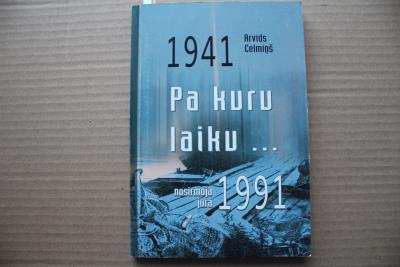 1941
Arvids
Celmiņš
Pa kuru
laiku ...
nosirmoja
jūra
1991